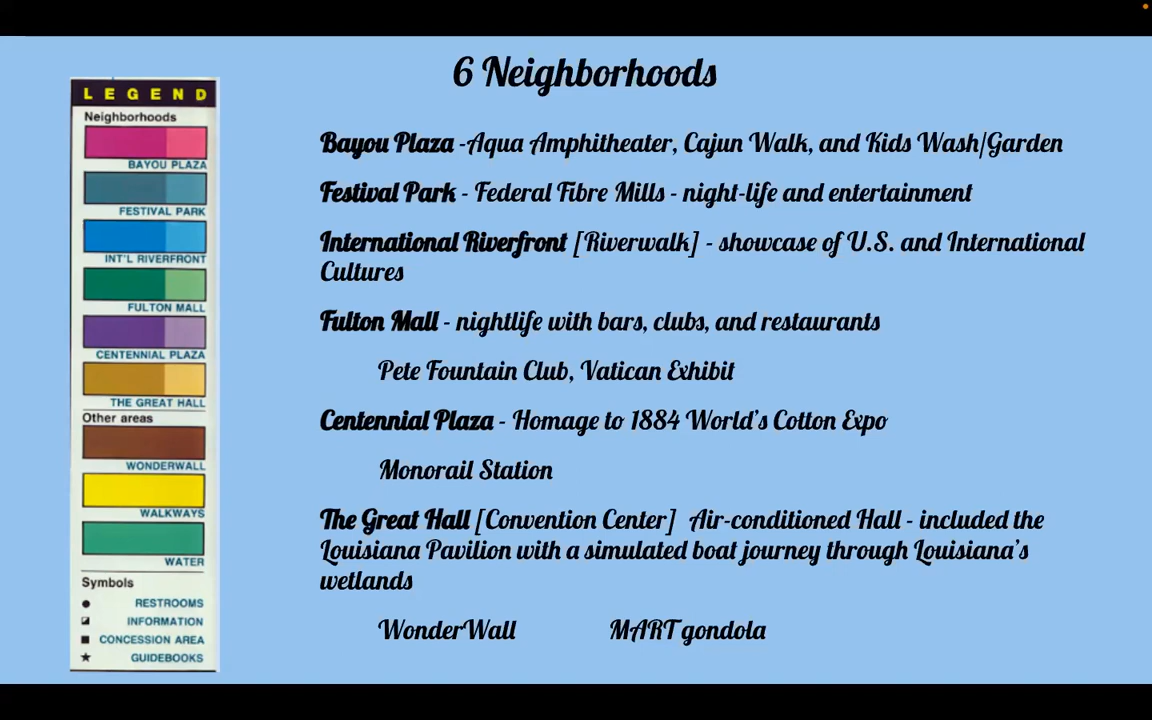 6 Neighborhoods
LEGEND
Neighborhoods
BAYOU PLAZA
FESTIVAL PARK
INT'L RIVERFRONT
FULTON MALL
CENTENNIAL PLAZA
THE GREAT HALL
Other areas
WONDERWALL
WALKWAYS
WATER
Symbols
RESTROOMS
INFORMATION
CONCESSION AREA
GUIDEBOOKS
Bayou Plaza -Aqua Amphitheater, Cajun Walk, and Kids Wash/Garden
Festival Park - Federal Fibre Mills - night-life and entertainment
International Riverfront [Riverwalk] - showcase of U.S. and International
Cultures
Fulton Mall - nightlife with bars, clubs, and restaurants
Pete Fountain Club, Vatican Exhibit
Centennial Plaza - Homage to 1884 World's Cotton Expo
Monorail Station
The Great Hall [Convention Center] Air-conditioned Hall - included the
Louisiana Pavilion with a simulated boat journey through Louisiana's
wetlands
WonderWall MART gondola